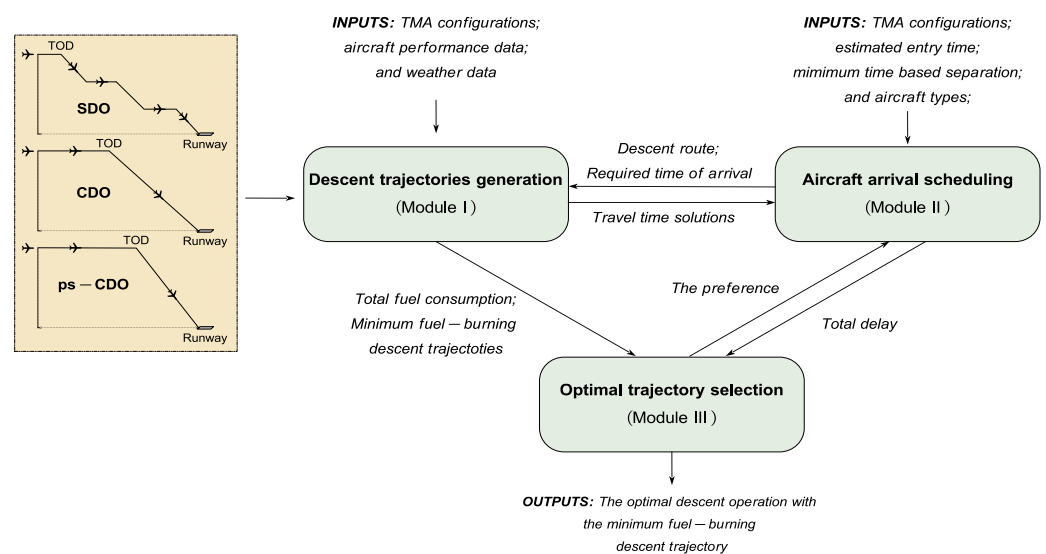 TOD
SDO
Runway
TOD
CDO
Runway
TOD
ps — CDO
Runway
INPUTS: TMA configurations;
aircraft performance data;
and weather data
INPUTS: TMA configurations;
estimated entry time;
mimimum time based separation;
and aircraft types;
Descent trajectories generation
(Module I)
Descent route;
Required time of arrival
Travel time solutions
Aircraft arrival scheduling
(Module II)
Total fuel consumption;
Minimum fuel — burning
descent trajectoties
The preference
Total delay
Optimal trajectory selection
(Module III)
OUTPUTS: The optimal descent operation with
the minimum fuel — burning
descent trajectory